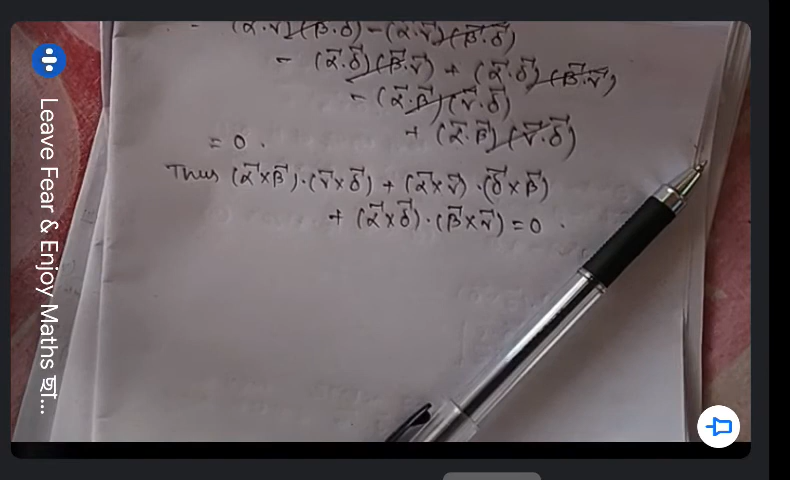 - (α⃗·γ⃗)(β⃗·δ⃗) - (α⃗·γ⃗)(β⃗·δ⃗)
- (α⃗·δ⃗)(β⃗·γ⃗) + (α⃗·δ⃗)(β⃗·γ⃗)
- (α⃗·β⃗)(γ⃗·δ⃗)
+ (α⃗·β⃗)(γ⃗·δ⃗)
= 0.
Thus (α⃗×β⃗)·(γ⃗×δ⃗) + (α⃗×γ⃗)·(δ⃗×β⃗)
+ (α⃗×δ⃗)·(β⃗×γ⃗) = 0.
Leave Fear & Enjoy Maths ছা...